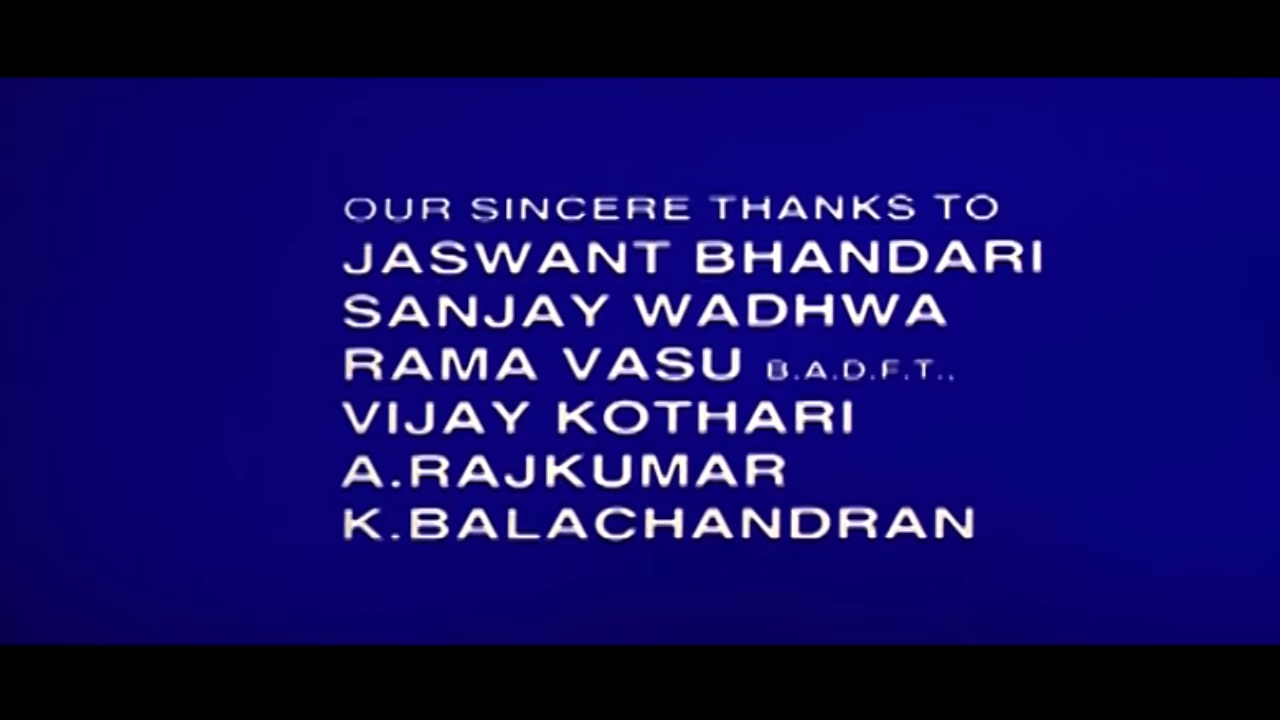 OUR SINCERE THANKS TO
JASWANT BHANDARI
SANJAY WADHWA
RAMA VASU B.A.D.F.T.,
VIJAY KOTHARI
A.RAJKUMAR
K.BALACHANDRAN